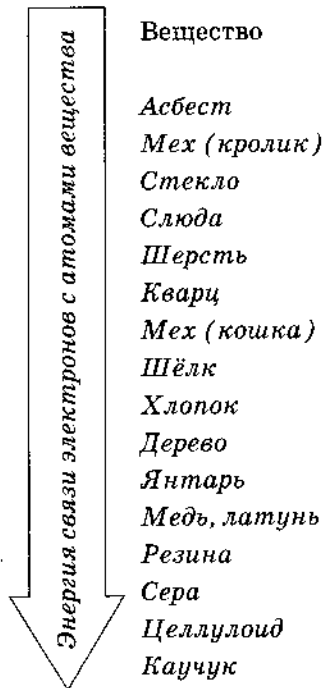 Энергия связи электронов с атомами вещества
Вещество
Асбест
Мех (кролик)
Стекло
Слюда
Шерсть
Кварц
Мех (кошка)
Шёлк
Хлопок
Дерево
Янтарь
Медь, латунь
Резина
Сера
Целлулоид
Каучук